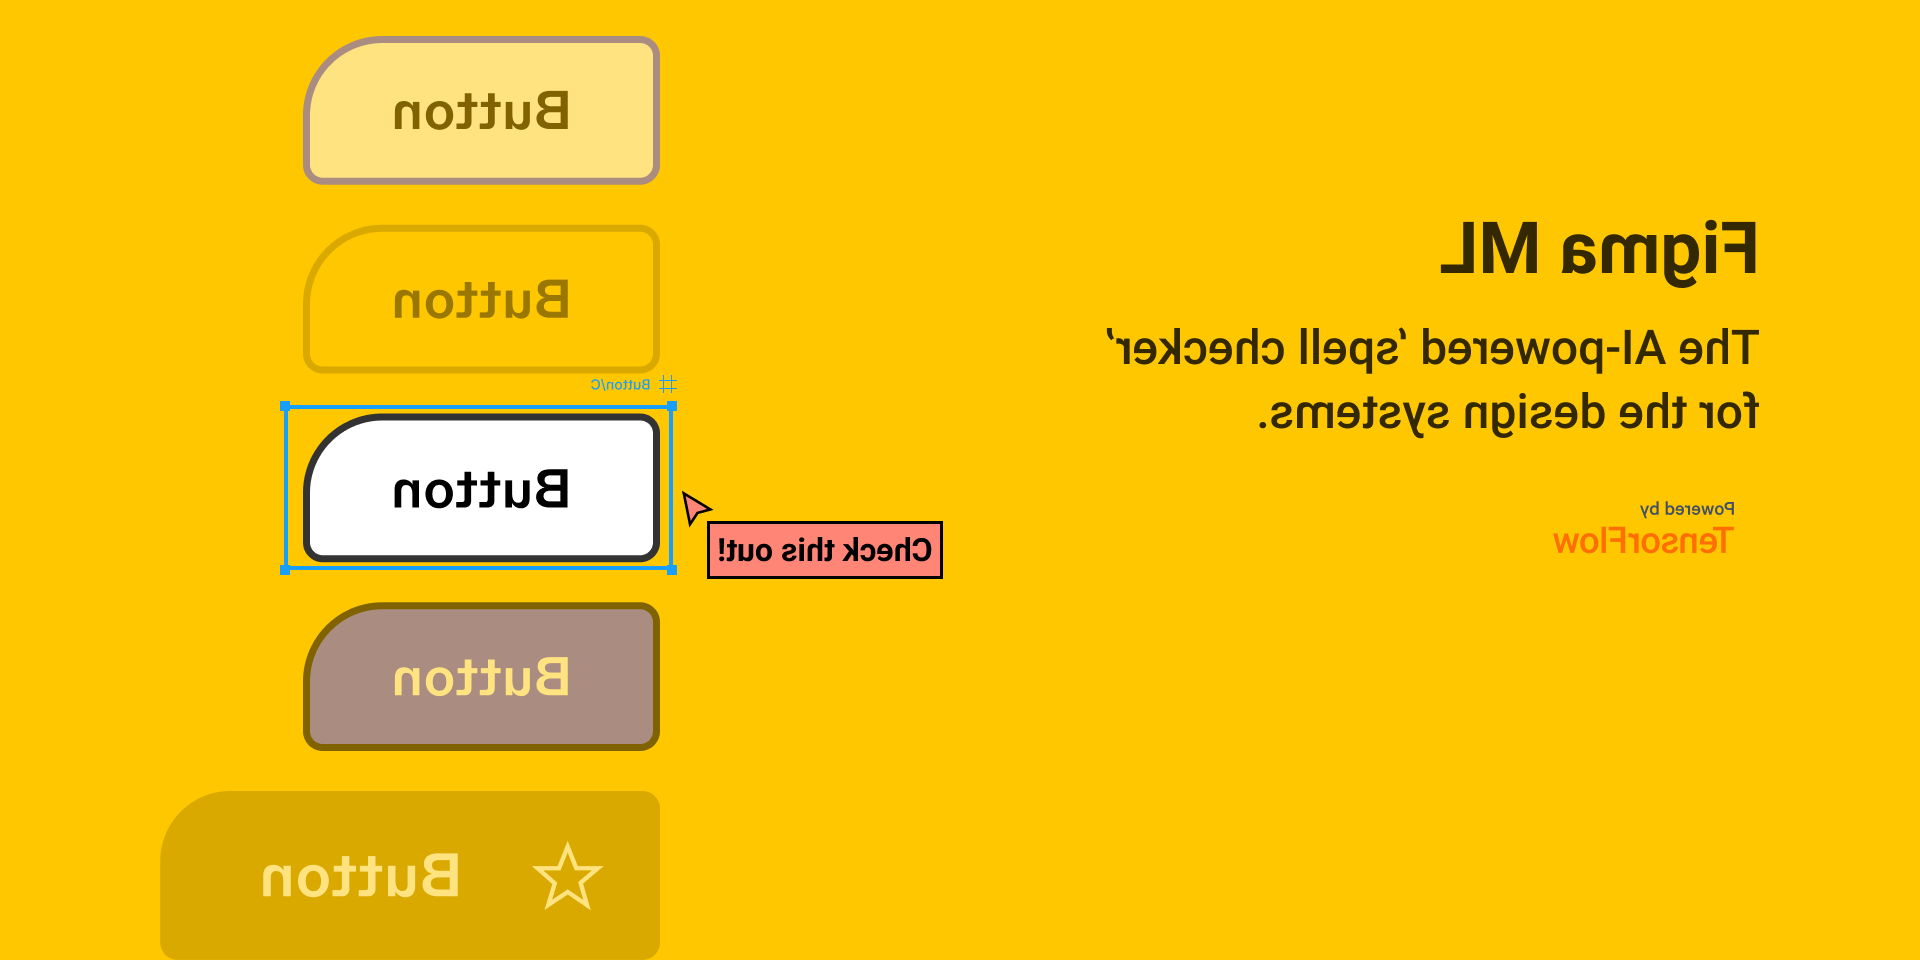 Figma ML
The AI-powered ‘spell checker’
for the design systems.
Powered by
TensorFlow
Button
Button
Button/C
Button
Check this out!
Button
Button